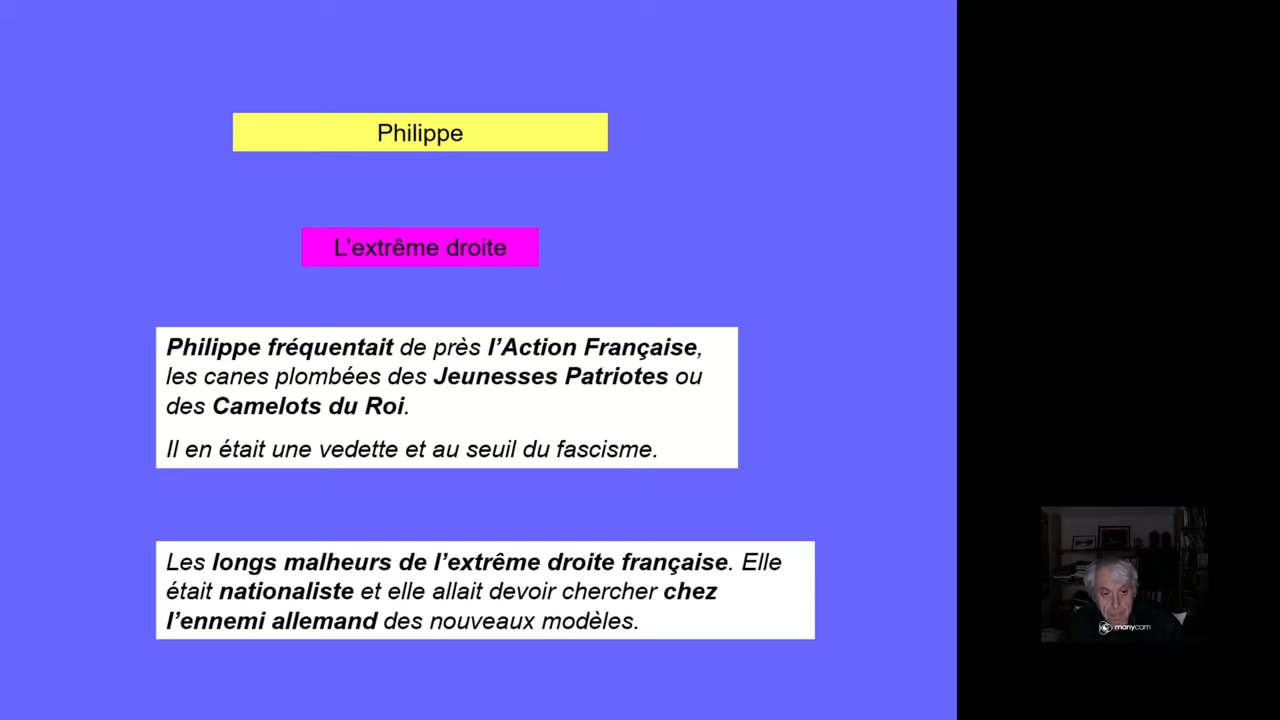 Philippe
L'extrême droite
Philippe fréquentait de près l'Action Française,
les canes plombées des Jeunesses Patriotes ou
des Camelots du Roi.
Il en était une vedette et au seuil du fascisme.
Les longs malheurs de l'extrême droite française. Elle
était nationaliste et elle allait devoir chercher chez
l'ennemi allemand des nouveaux modèles.
manycam